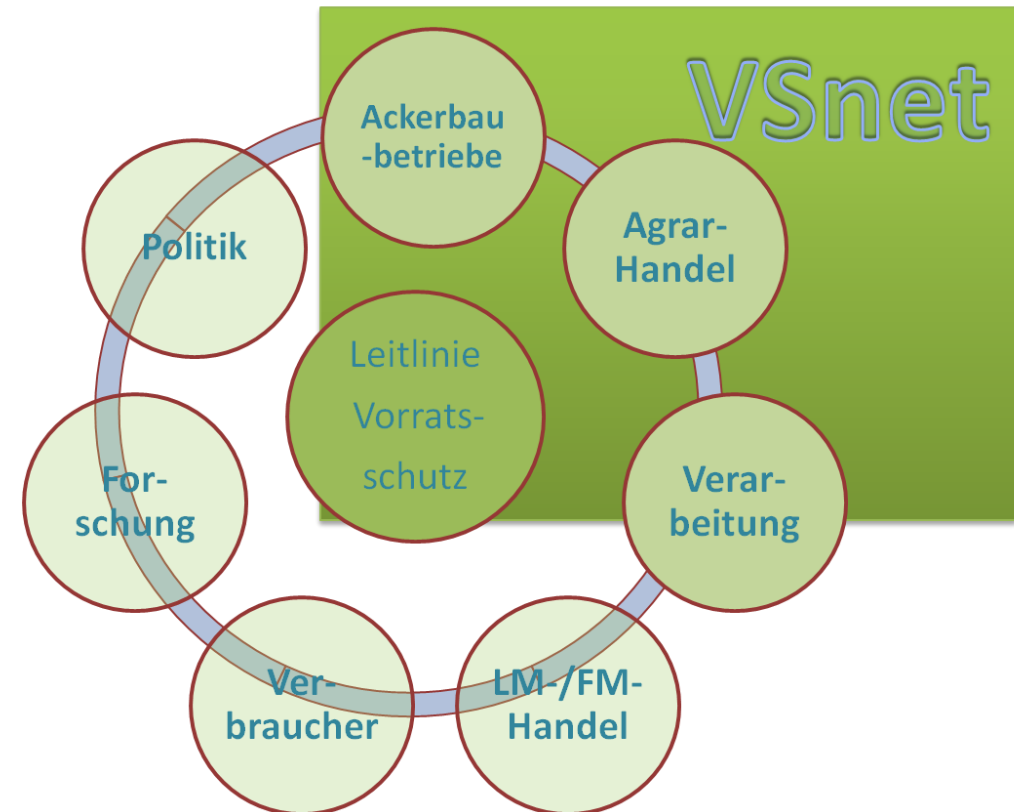 VSnet
Ackerbau
-betriebe
Agrar-
Handel
Politik
Leitlinie
Vorrats-
schutz
For-
schung
Verar-
beitung
Ver-
braucher
LM-/FM-
Handel